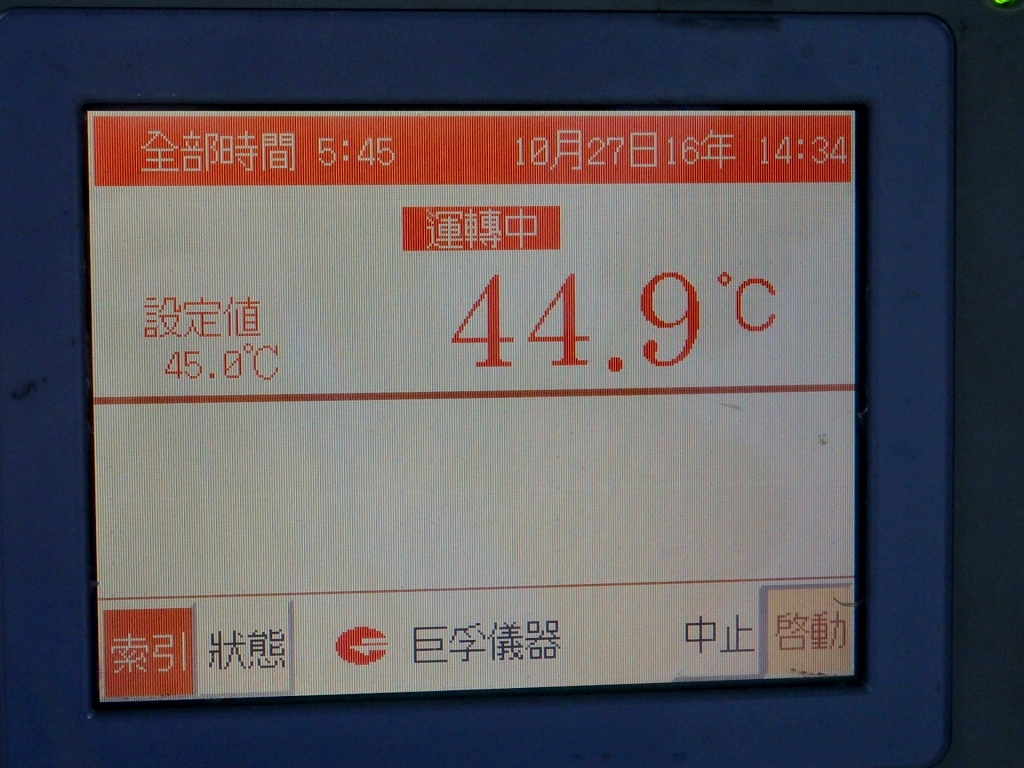 全部時間 5:45 10月27日16年 14:34
運轉中
44.9℃
設定値
45.0℃
索引 狀態 巨孚儀器 中止 啓動